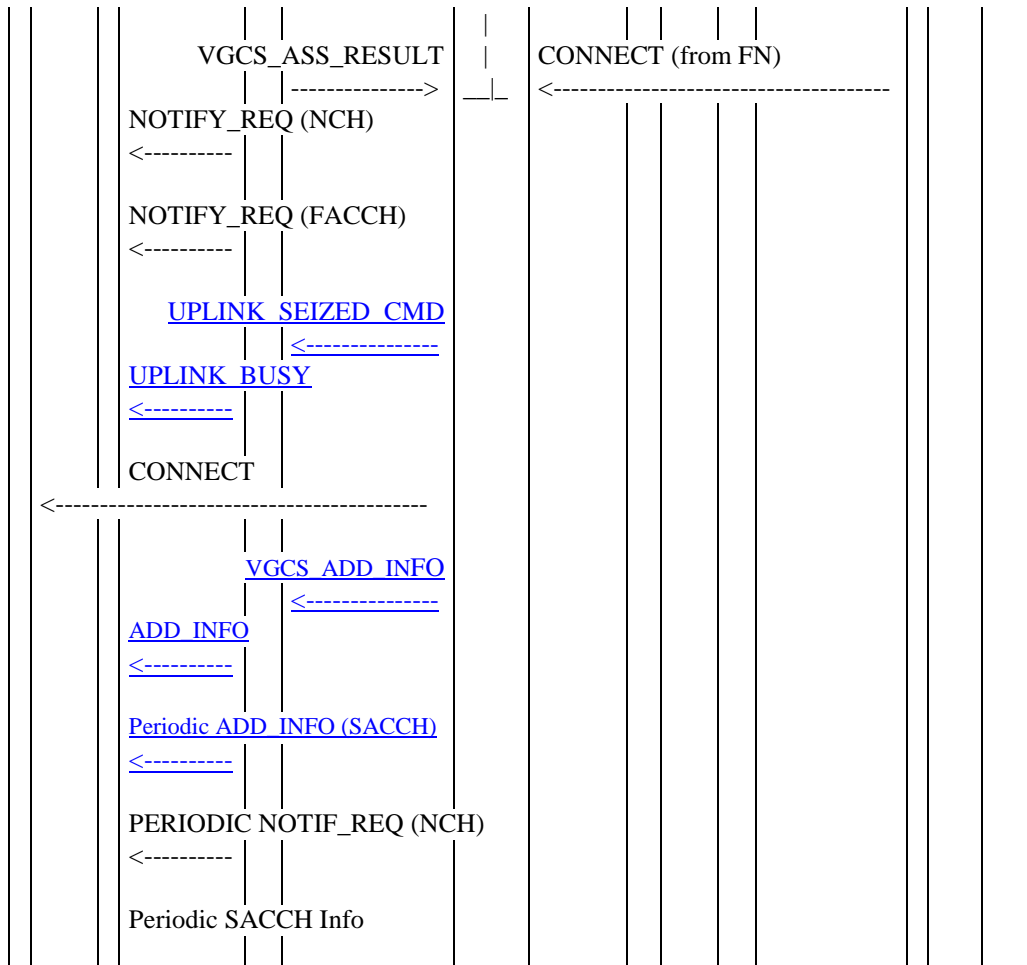 VGCS_ASS_RESULT | CONNECT (from FN)
---------------> __|_ <--------------------------------------
NOTIFY_REQ (NCH)
<----------
NOTIFY_REQ (FACCH)
<----------
UPLINK_SEIZED_CMD
<---------------
UPLINK_BUSY
<----------
CONNECT
<------------------------------------------
VGCS_ADD_INFO
<---------------
ADD_INFO
<----------
Periodic ADD_INFO (SACCH)
<----------
PERIODIC NOTIF_REQ (NCH)
<----------
Periodic SACCH Info